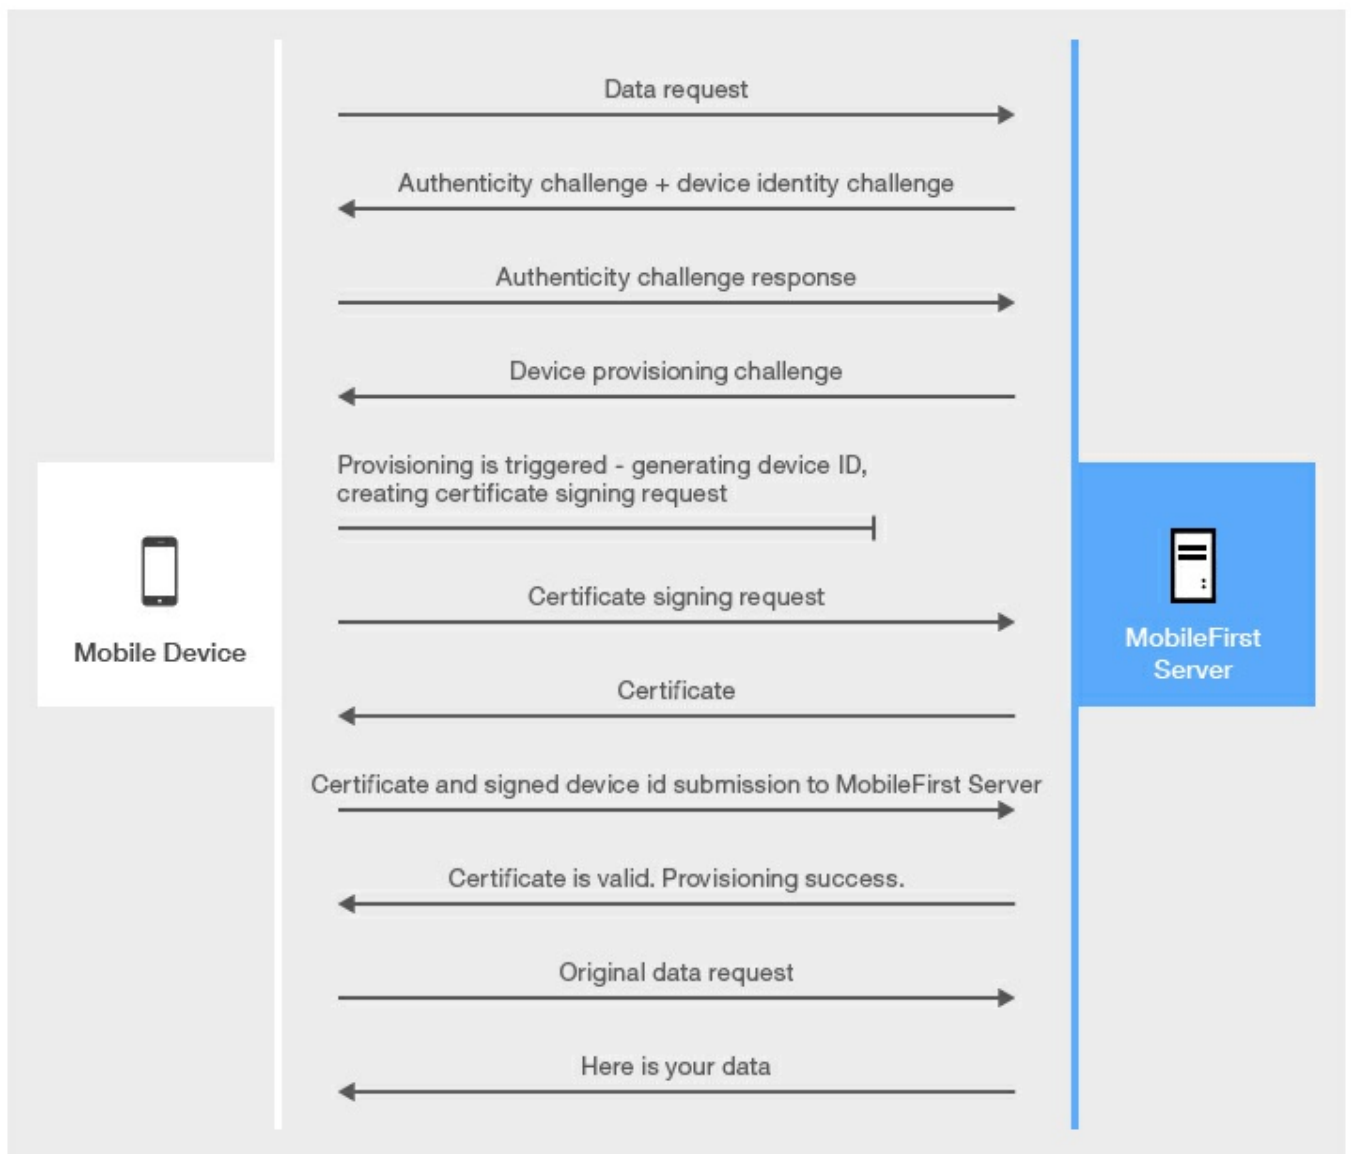 Data request
Authenticity challenge + device identity challenge
Authenticity challenge response
Device provisioning challenge
Provisioning is triggered - generating device ID,
creating certificate signing request
Certificate signing request
Mobile Device
MobileFirst
Server
Certificate
Certificate and signed device id submission to MobileFirst Server
Certificate is valid. Provisioning success.
Original data request
Here is your data